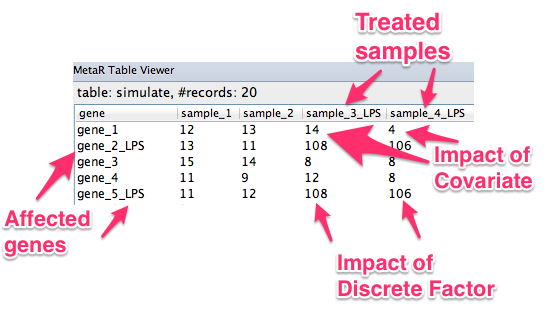 Treated
samples
MetaR Table Viewer
table: simulate, #records: 20
gene sample_1 sample_2 sample_3_LPS sample_4_LPS
gene_1 12 13 14 4
gene_2_LPS 13 11 108 106
gene_3 15 14 8 8
gene_4 11 9 12 8
gene_5_LPS 11 12 108 106
Impact of
Covariate
Affected
genes
Impact of
Discrete Factor